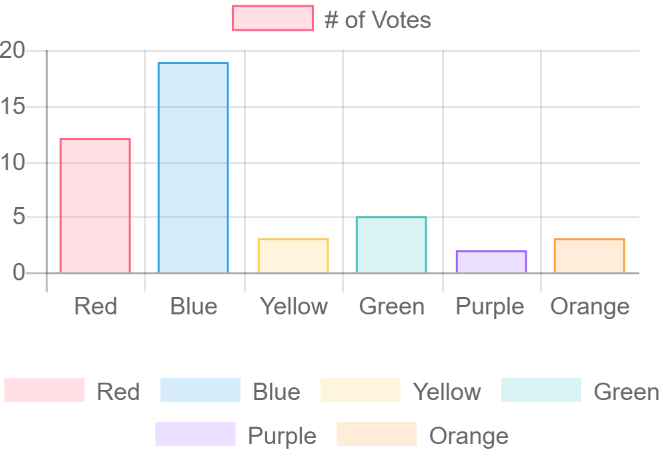 # of Votes
20
15
10
5
0
Red Blue Yellow Green Purple Orange
Red Blue Yellow Green
Purple Orange